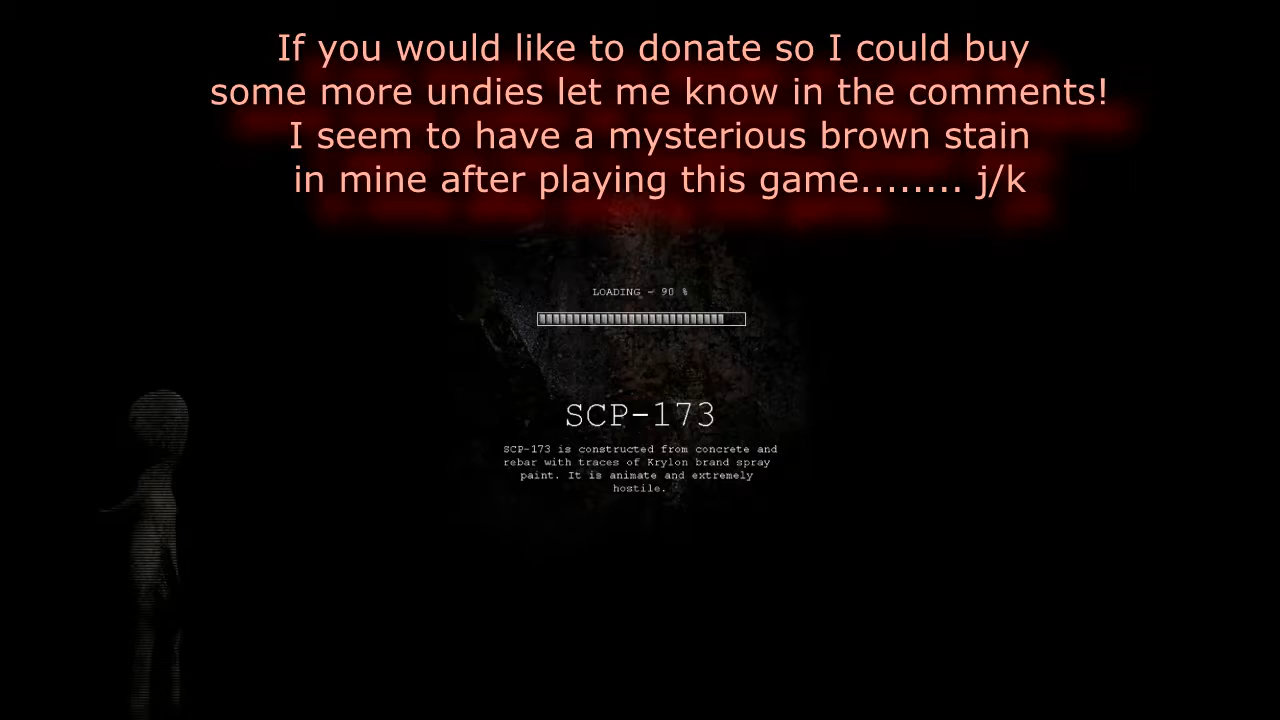 If you would like to donate so I could buy
some more undies let me know in the comments!
I seem to have a mysterious brown stain
in mine after playing this game........ j/k
LOADING - 90 %
SCP-173
SCP-173 is constructed from concrete and
rebar with traces of Krylon brand spray
paint. It is animate and extremely
hostile.